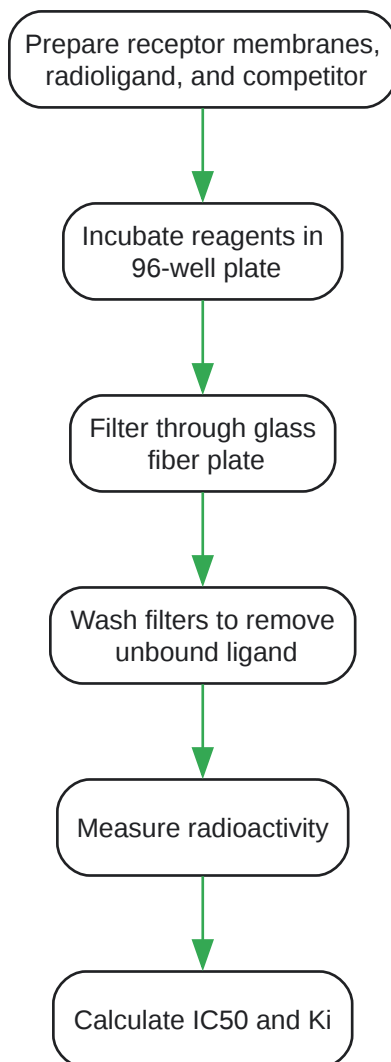 Prepare receptor membranes,
radioligand, and competitor
Incubate reagents in
96-well plate
Filter through glass
fiber plate
Wash filters to remove
unbound ligand
Measure radioactivity
Calculate IC50 and Ki